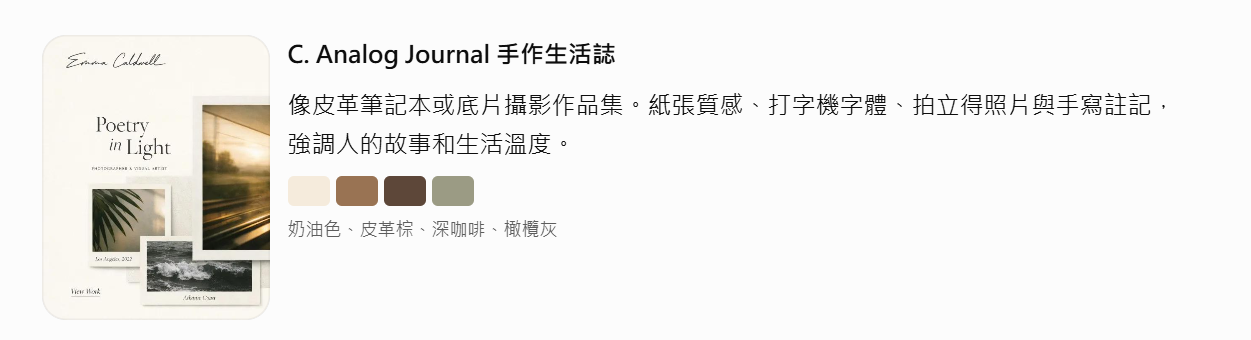 Emma Caldwell
Poetry
in Light
PHOTOGRAPHER & VISUAL ARTIST
Los Angeles, 2023
View Work
C. Analog Journal 手作生活誌
像皮革筆記本或底片攝影作品集。紙張質感、打字機字體、拍立得照片與手寫註記，
強調人的故事和生活溫度。
奶油色、皮革棕、深咖啡、橄欖灰